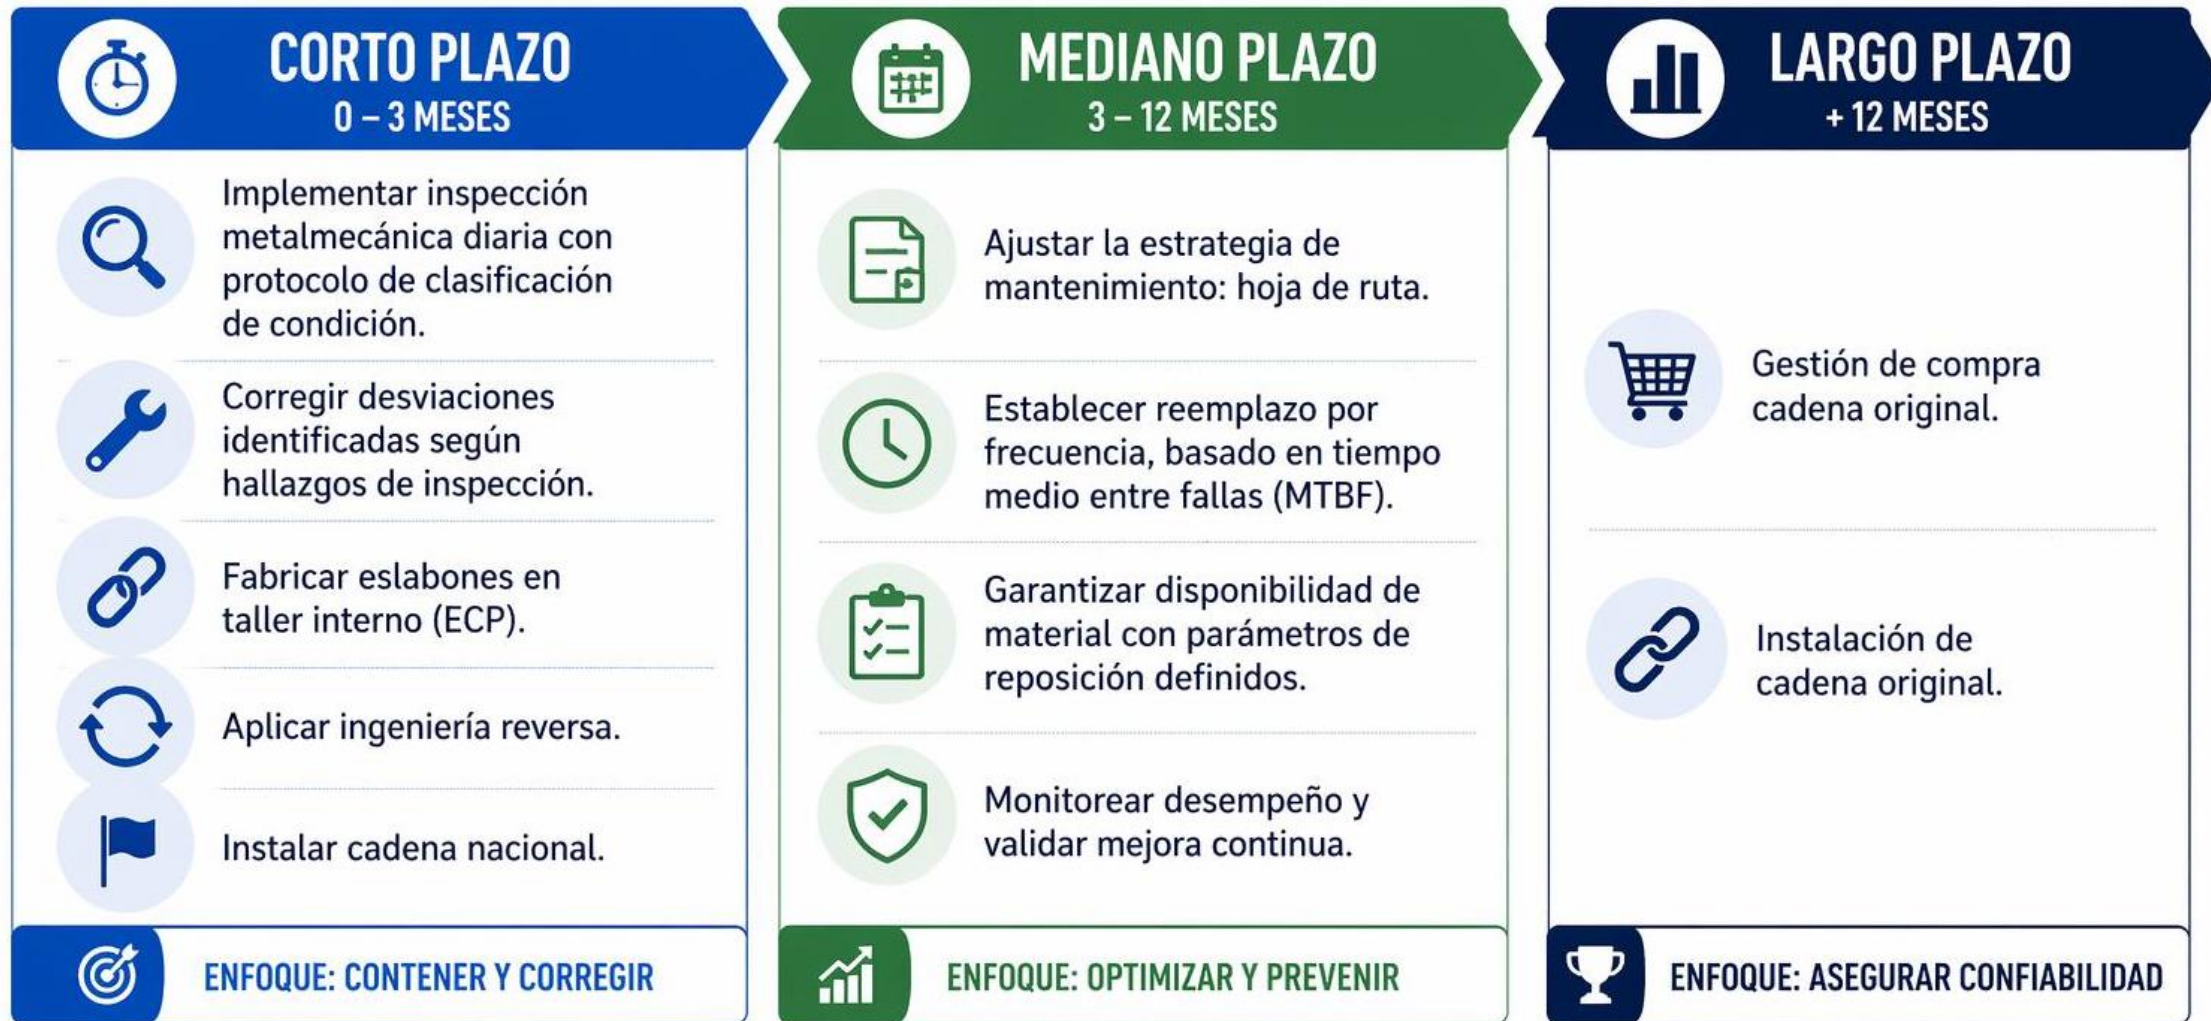 CORTO PLAZO
0 – 3 MESES
Implementar inspección
metalmecánica diaria con
protocolo de clasificación
de condición.
Corregir desviaciones
identificadas según
hallazgos de inspección.
Fabricar eslabones en
taller interno (ECP).
Aplicar ingeniería reversa.
Instalar cadena nacional.
ENFOQUE: CONTENER Y CORREGIR
MEDIANO PLAZO
3 – 12 MESES
Ajustar la estrategia de
mantenimiento: hoja de ruta.
Establecer reemplazo por
frecuencia, basado en tiempo
medio entre fallas (MTBF).
Garantizar disponibilidad de
material con parámetros de
reposición definidos.
Monitorear desempeño y
validar mejora continua.
ENFOQUE: OPTIMIZAR Y PREVENIR
LARGO PLAZO
+ 12 MESES
Gestión de compra
cadena original.
Instalación de
cadena original.
ENFOQUE: ASEGURAR CONFIABILIDAD